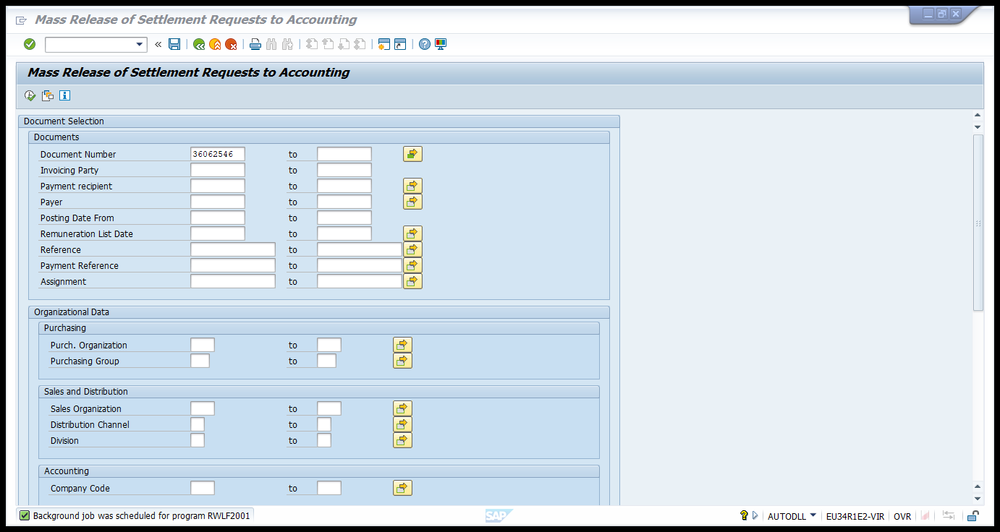 Mass Release of Settlement Requests to Accounting
«
Mass Release of Settlement Requests to Accounting
Document Selection
Documents
Document Number 36062546 to
Invoicing Party to
Payment recipient to
Payer to
Posting Date From to
Remuneration List Date to
Reference to
Payment Reference to
Assignment to
Organizational Data
Purchasing
Purch. Organization to
Purchasing Group to
Sales and Distribution
Sales Organization to
Distribution Channel to
Division to
Accounting
Company Code to
Background job was scheduled for program RWLF2001 SAP AUTODLL EU34R1E2-VIR OVR